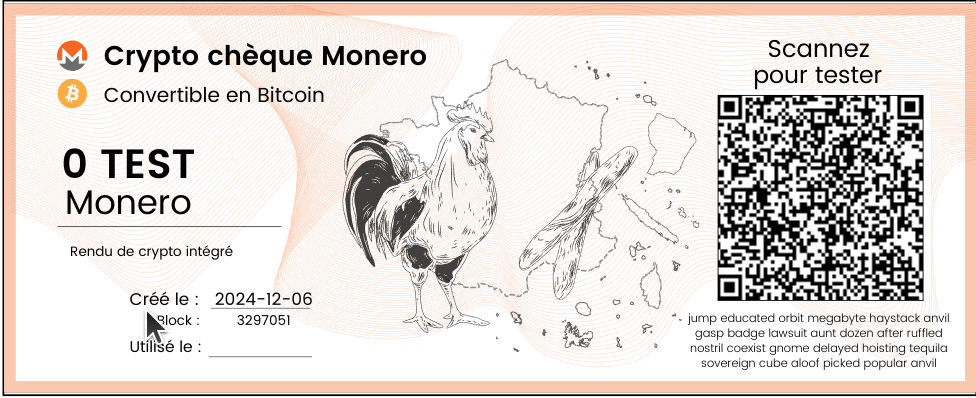 Crypto chèque Monero
Convertible en Bitcoin
0 TEST
Monero
Rendu de crypto intégré
Créé le : 2024-12-06
Block : 3297051
Utilisé le :
Scannez
pour tester
jump educated orbit megabyte haystack anvil
gasp badge lawsuit aunt dozen after ruffled
nostril coexist gnome delayed hoisting tequila
sovereign cube aloof picked popular anvil